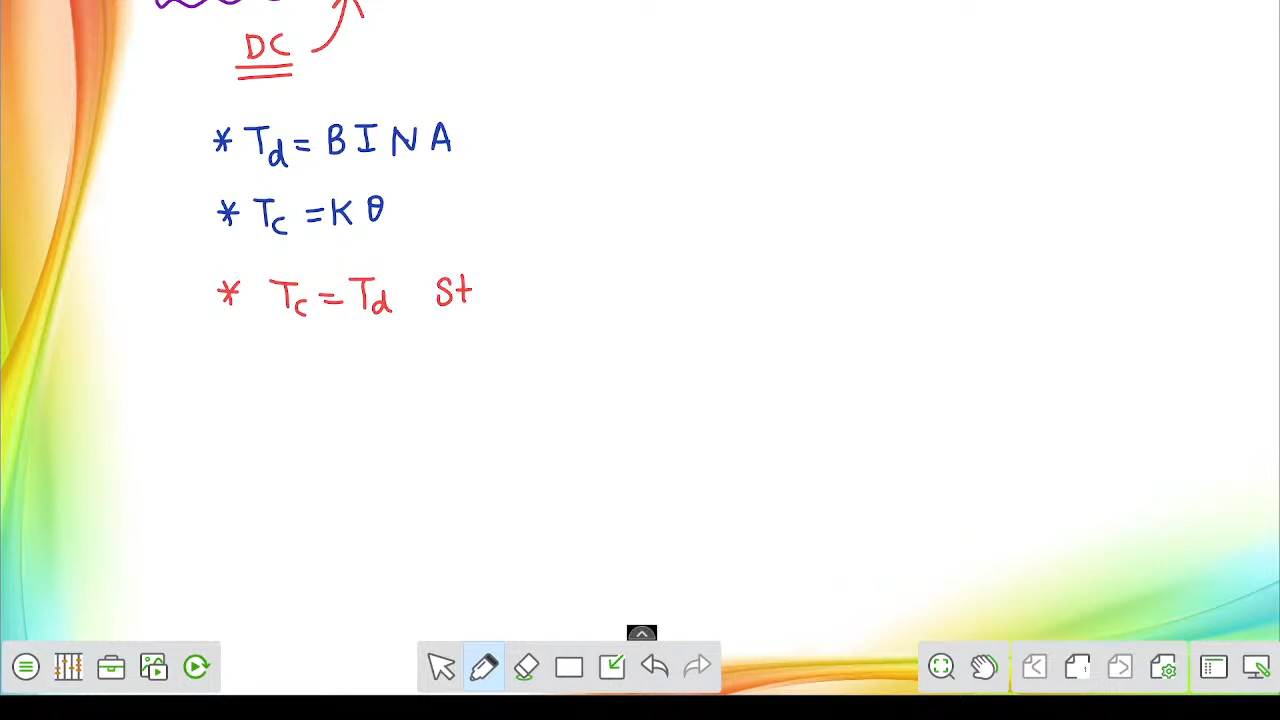 DC
* Td = B I N A
* Tc = K θ
* Tc = Td St